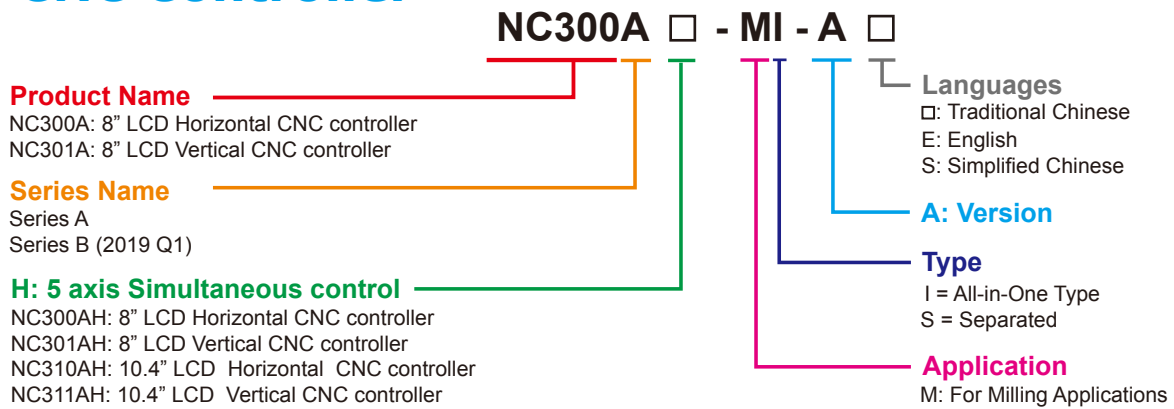 NC300A □ - MI - A □
Product Name
NC300A: 8” LCD Horizontal CNC controller
NC301A: 8” LCD Vertical CNC controller
Series Name
Series A
Series B (2019 Q1)
H: 5 axis Simultaneous control
NC300AH: 8” LCD Horizontal CNC controller
NC301AH: 8” LCD Vertical CNC controller
NC310AH: 10.4” LCD Horizontal CNC controller
NC311AH: 10.4” LCD Vertical CNC controller
Languages
□: Traditional Chinese
E: English
S: Simplified Chinese
A: Version
Type
I = All-in-One Type
S = Separated
Application
M: For Milling Applications